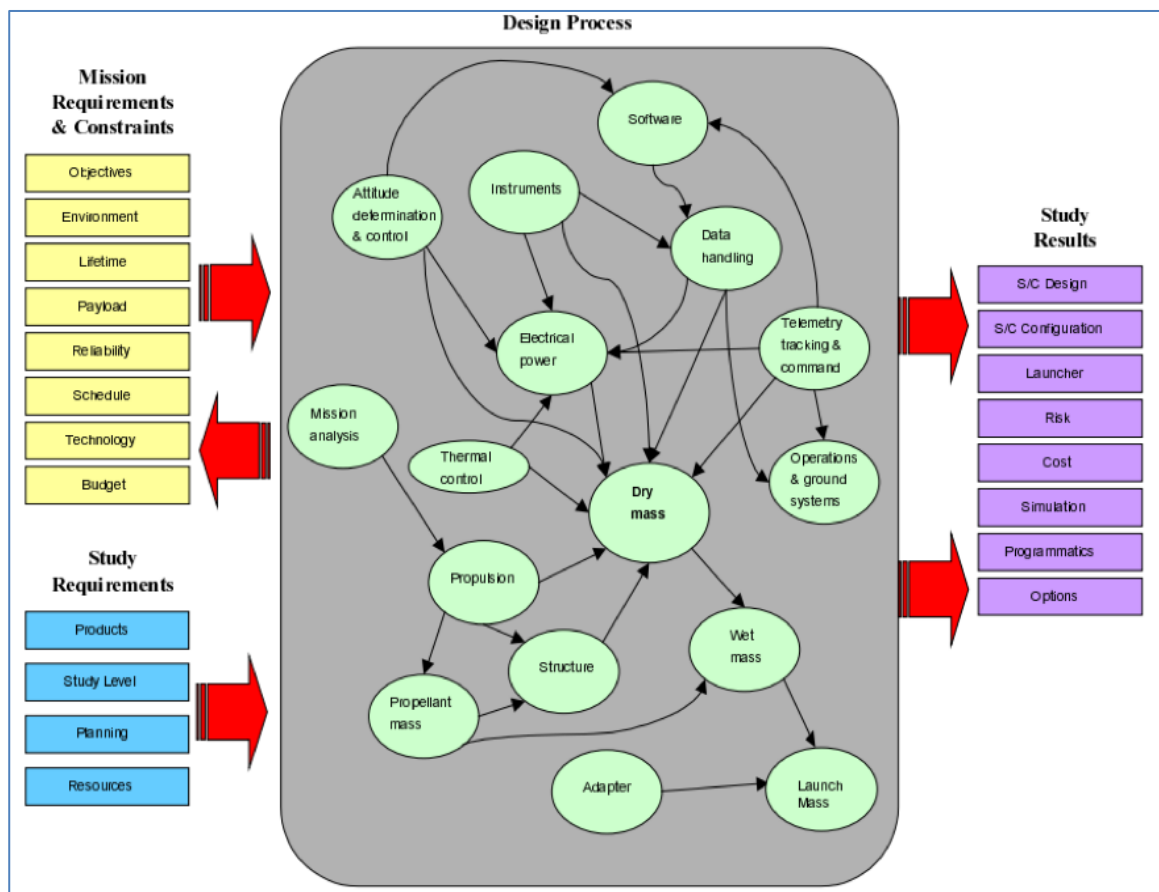 Design Process
Mission
Requirements
& Constraints
Objectives
Environment
Lifetime
Payload
Reliability
Schedule
Technology
Budget
Study
Requirements
Products
Study Level
Planning
Resources
Software
Attitude
determination
& control
Instruments
Data
handling
Electrical
power
Telemetry
tracking &
command
Mission
analysis
Thermal
control
Operations
& ground
systems
Dry
mass
Propulsion
Structure
Wet
mass
Propellant
mass
Adapter
Launch
Mass
Study
Results
S/C Design
S/C Configuration
Launcher
Risk
Cost
Simulation
Programmatics
Options